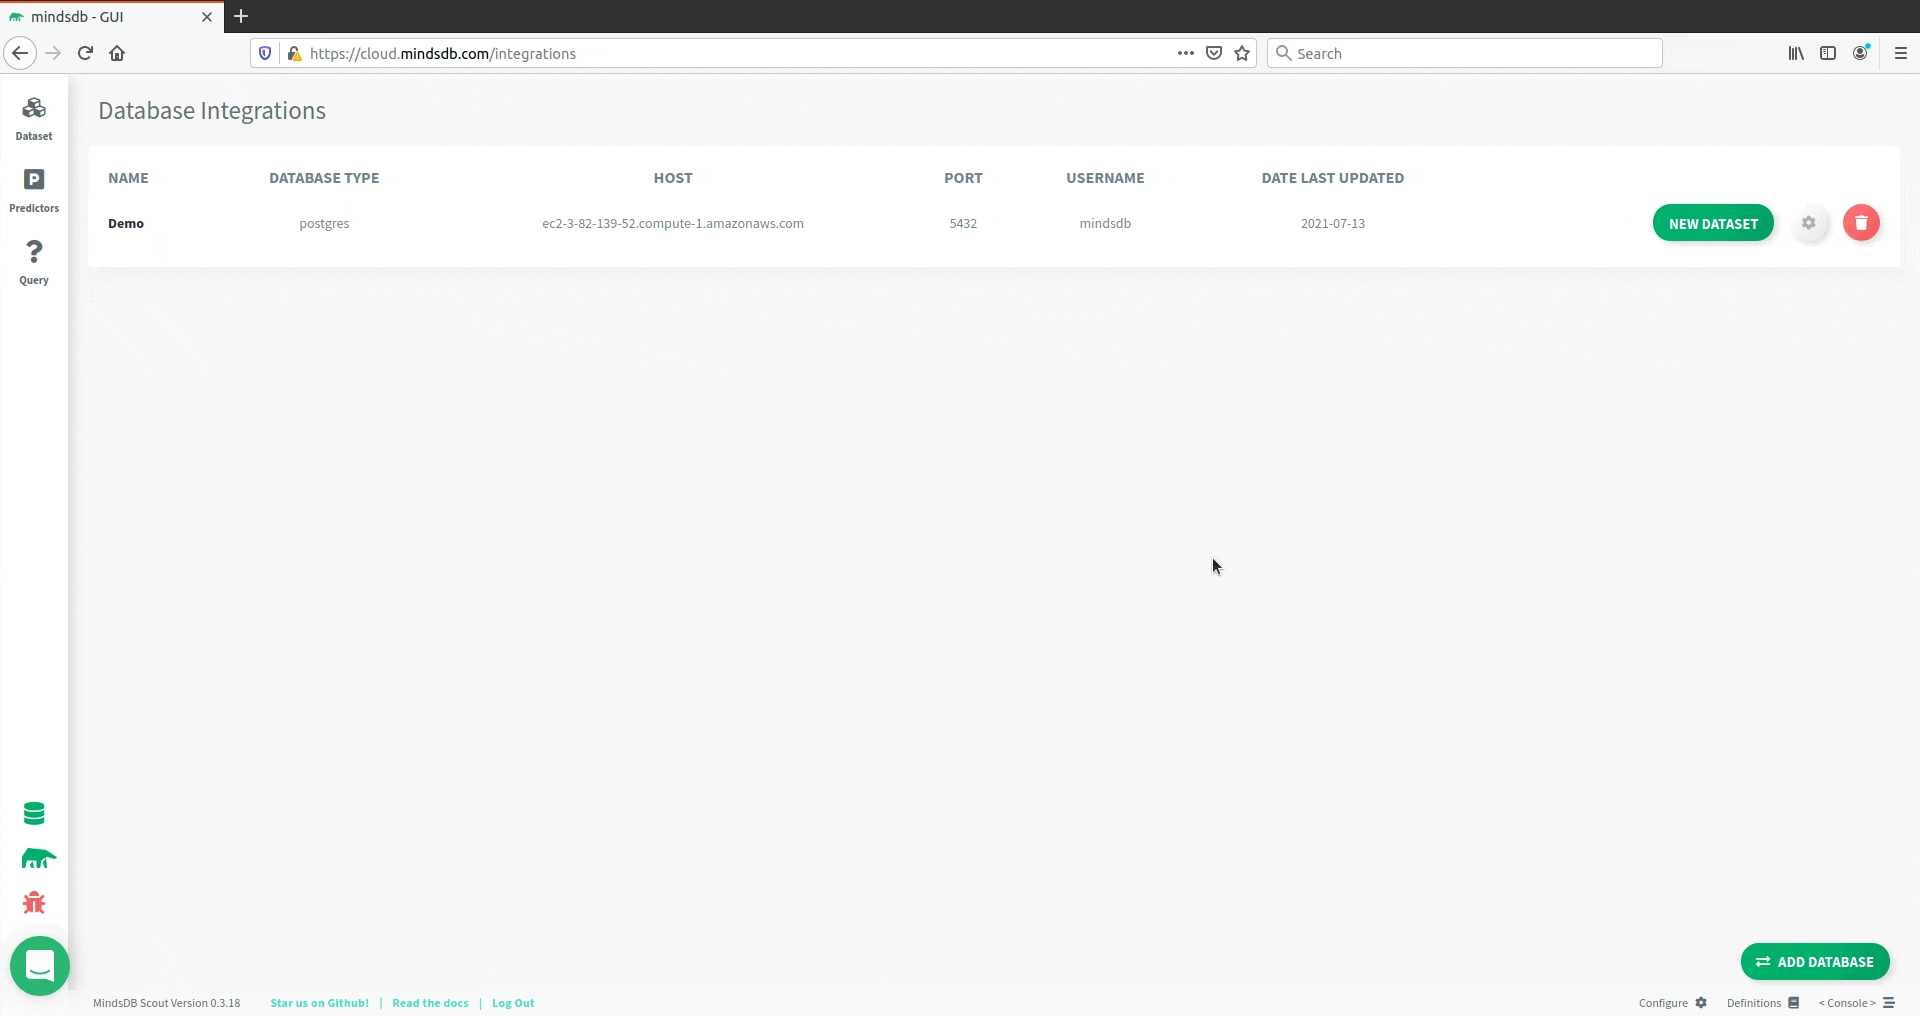 mindsdb - GUI
https://cloud.mindsdb.com/integrations
Search
Dataset
Predictors
Query
Database Integrations
NAME DATABASE TYPE HOST PORT USERNAME DATE LAST UPDATED
Demo postgres ec2-3-82-139-52.compute-1.amazonaws.com 5432 mindsdb 2021-07-13 NEW DATASET
ADD DATABASE
MindsDB Scout Version 0.3.18 Star us on Github! | Read the docs | Log Out Configure Definitions < Console >